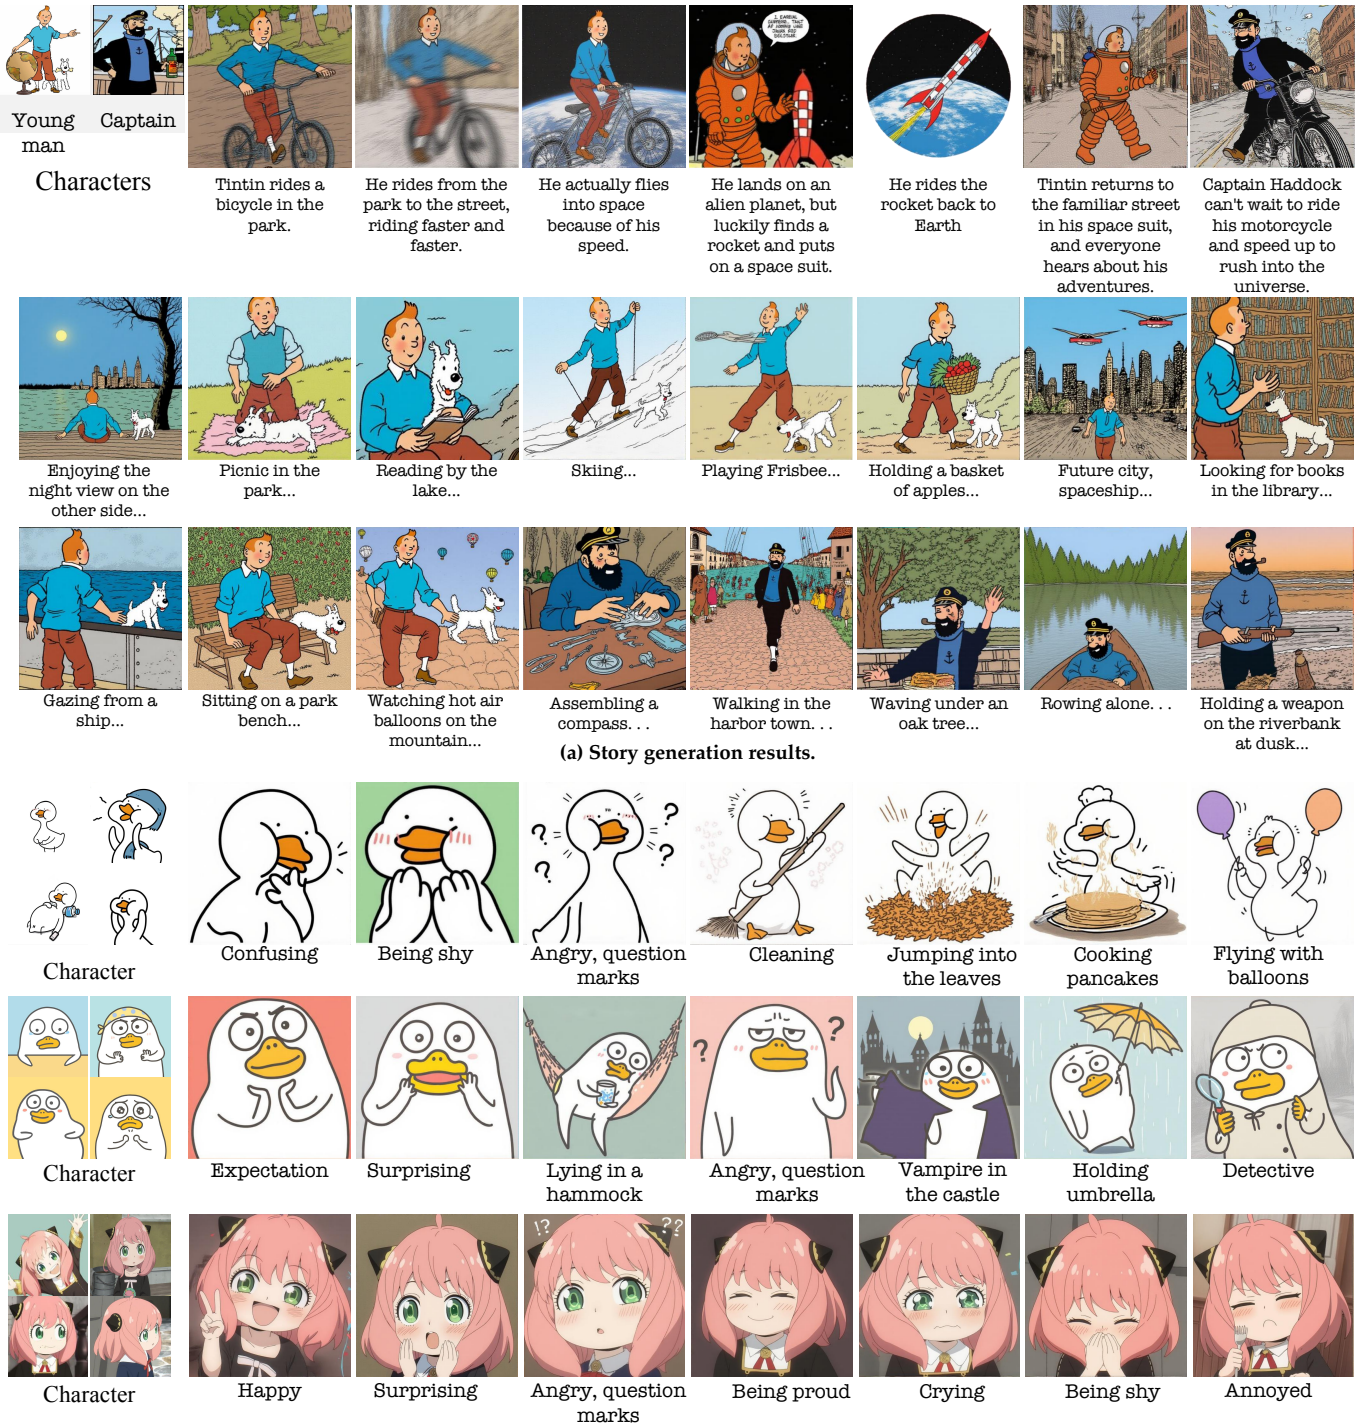 Young
man
Captain
Characters
I
THAT
Tintin rides a
bicycle in the
park.
He rides from the
park to the street,
riding faster and
faster.
He actually flies
into space
because of his
speed.
He lands on an
alien planet, but
luckily finds a
rocket and puts
on a space suit.
He rides the
rocket back to
Earth
Tintin returns to
the familiar street
in his space suit,
and everyone
hears about his
adventures.
Captain Haddock
can't wait to ride
his motorcycle
and speed up to
rush into the
universe.
Enjoying the
night view on the
other side...
Picnic in the
park...
Reading by the
lake...
Skiing...
Playing Frisbee...
Holding a basket
of apples...
Future city,
spaceship...
Looking for books
in the library...
Gazing from a
ship...
Sitting on a park
bench...
Watching hot air
balloons on the
mountain...
Assembling a
compass. . .
Walking in the
harbor town. . .
Waving under an
oak tree...
Rowing alone. . .
Holding a weapon
on the riverbank
at dusk...
(a) Story generation results.
Character
Confusing
Being shy
? ? ? ?
Angry, question
marks
Cleaning
Jumping into
the leaves
Cooking
pancakes
Flying with
balloons
Character
Expectation
Surprising
Lying in a
hammock
? ?
Angry, question
marks
Vampire in
the castle
Holding
umbrella
Detective
!? ??
Character
Happy
Surprising
Angry, question
marks
Being proud
Crying
Being shy
Annoyed